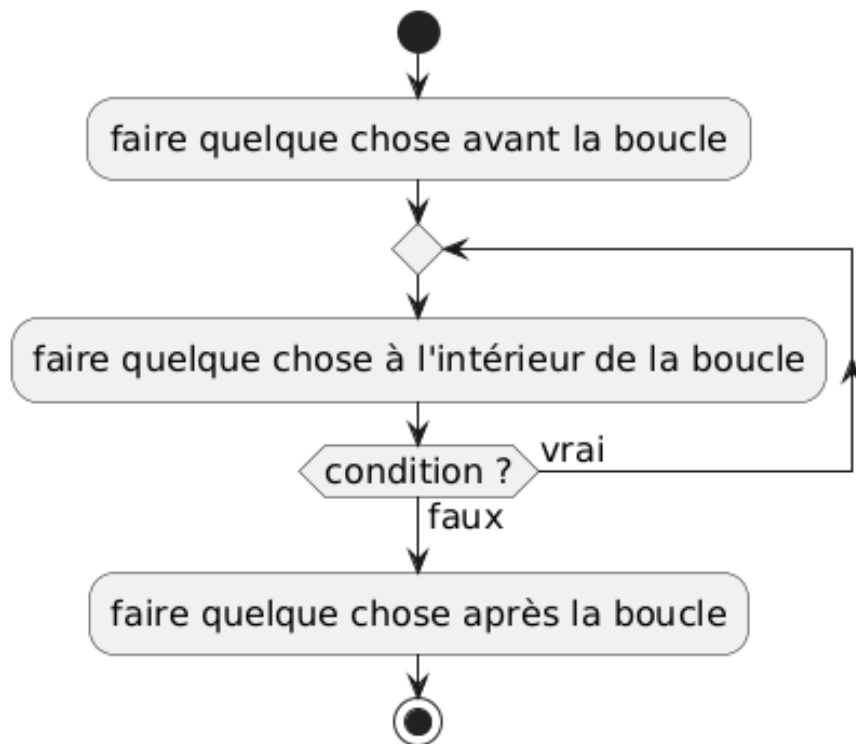 faire quelque chose avant la boucle
faire quelque chose à l'intérieur de la boucle
condition ?
vrai
faux
faire quelque chose après la boucle